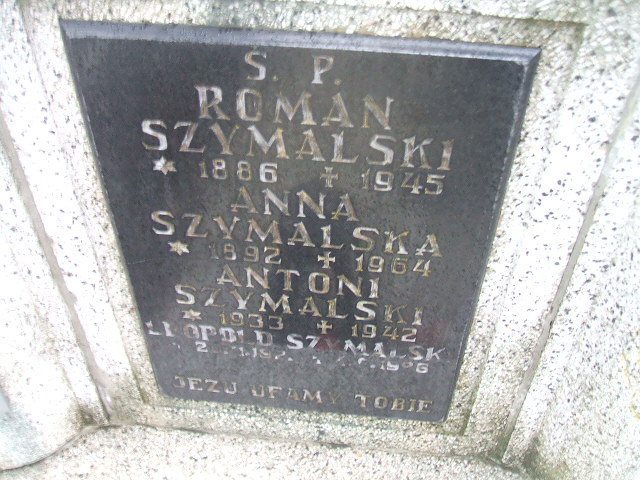 Ś. P.
ROMAN
SZYMALSKI
★ 1886 ✝ 1945
ANNA
SZYMALSKA
★ 1892 ✝ 1964
ANTONI
SZYMALSKI
★ 1933 ✝ 1942
LEOPOLD SZYMALSKI
JEZU UFAMY TOBIE